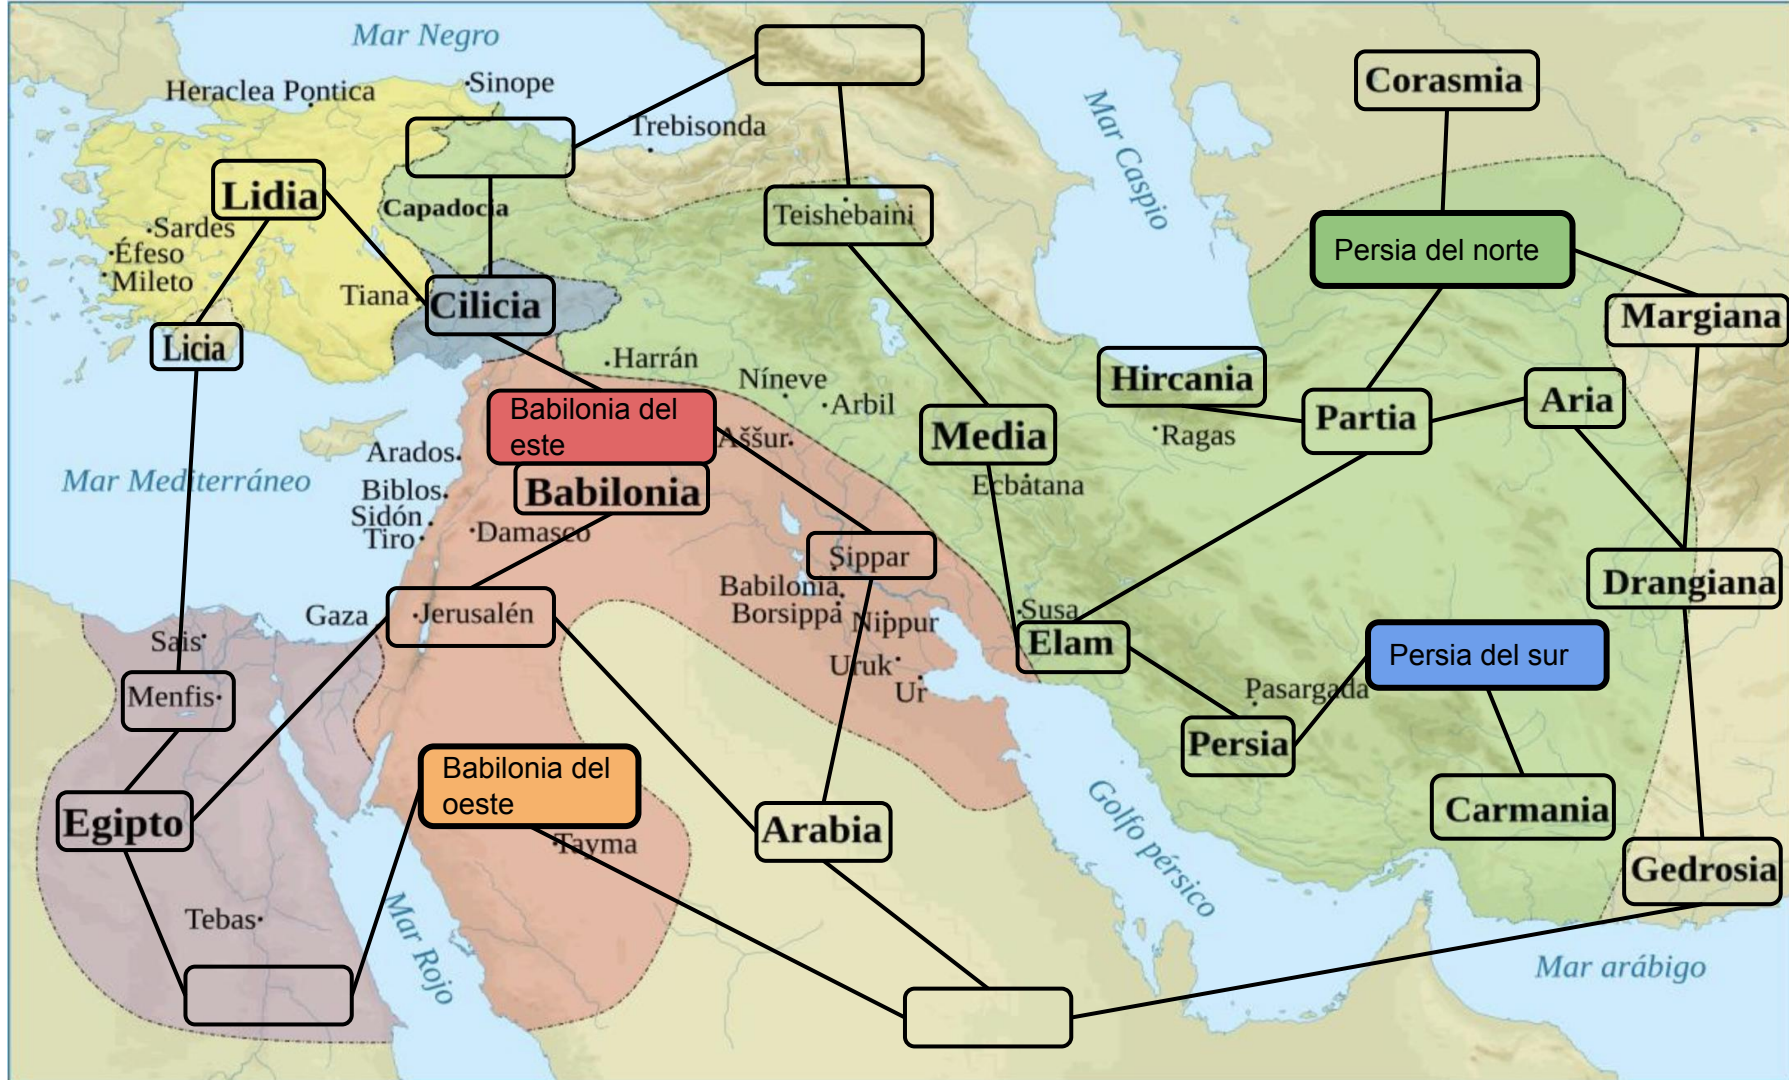 Mar Negro
Sinope
Heraclea Pontica
Corasmia
Mar Caspio
Trebisonda
Lidia
Capadocia
Teishebaini
Sardes
Éfeso
Mileto
Persia del norte
Tiana
Cilicia
Margiana
Licia
Harrán
Níneve
Arbil
Hircania
Aria
Partia
Ragas
Babilonia del
este
Aššur
Media
Arados
Mar Mediterráneo
Ecbátana
Biblos
Babilonia
Sidón
Tiro
Damasco
Sippar
Drangiana
Babilonia
Borsippa
Nippur
Susa
Gaza
Jerusalén
Sais
Elam
Uruk
Persia del sur
Ur
Pasargada
Menfis
Persia
Babilonia del
oeste
Egipto
Arabia
Carmania
Tayma
Golfo pérsico
Gedrosia
Tebas
Mar Rojo
Mar arábigo